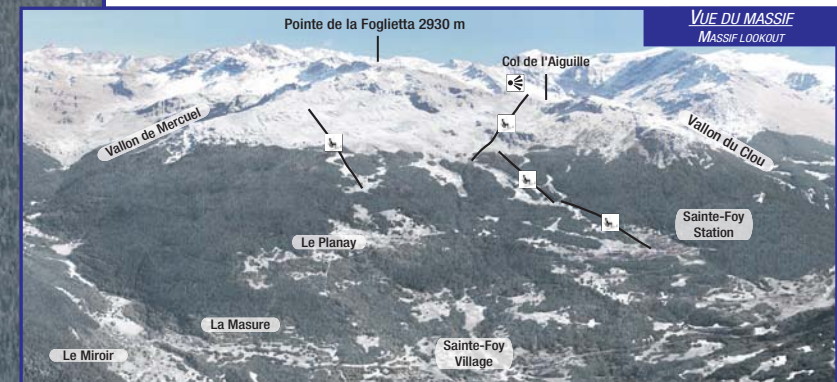 VUE DU MASSIF
MASSIF LOOKOUT
Pointe de la Foglietta 2930 m
Col de l'Aiguille
Vallon de Mercuel
Vallon du Clou
Sainte-Foy
Station
Le Planay
La Masure
Le Miroir
Sainte-Foy
Village